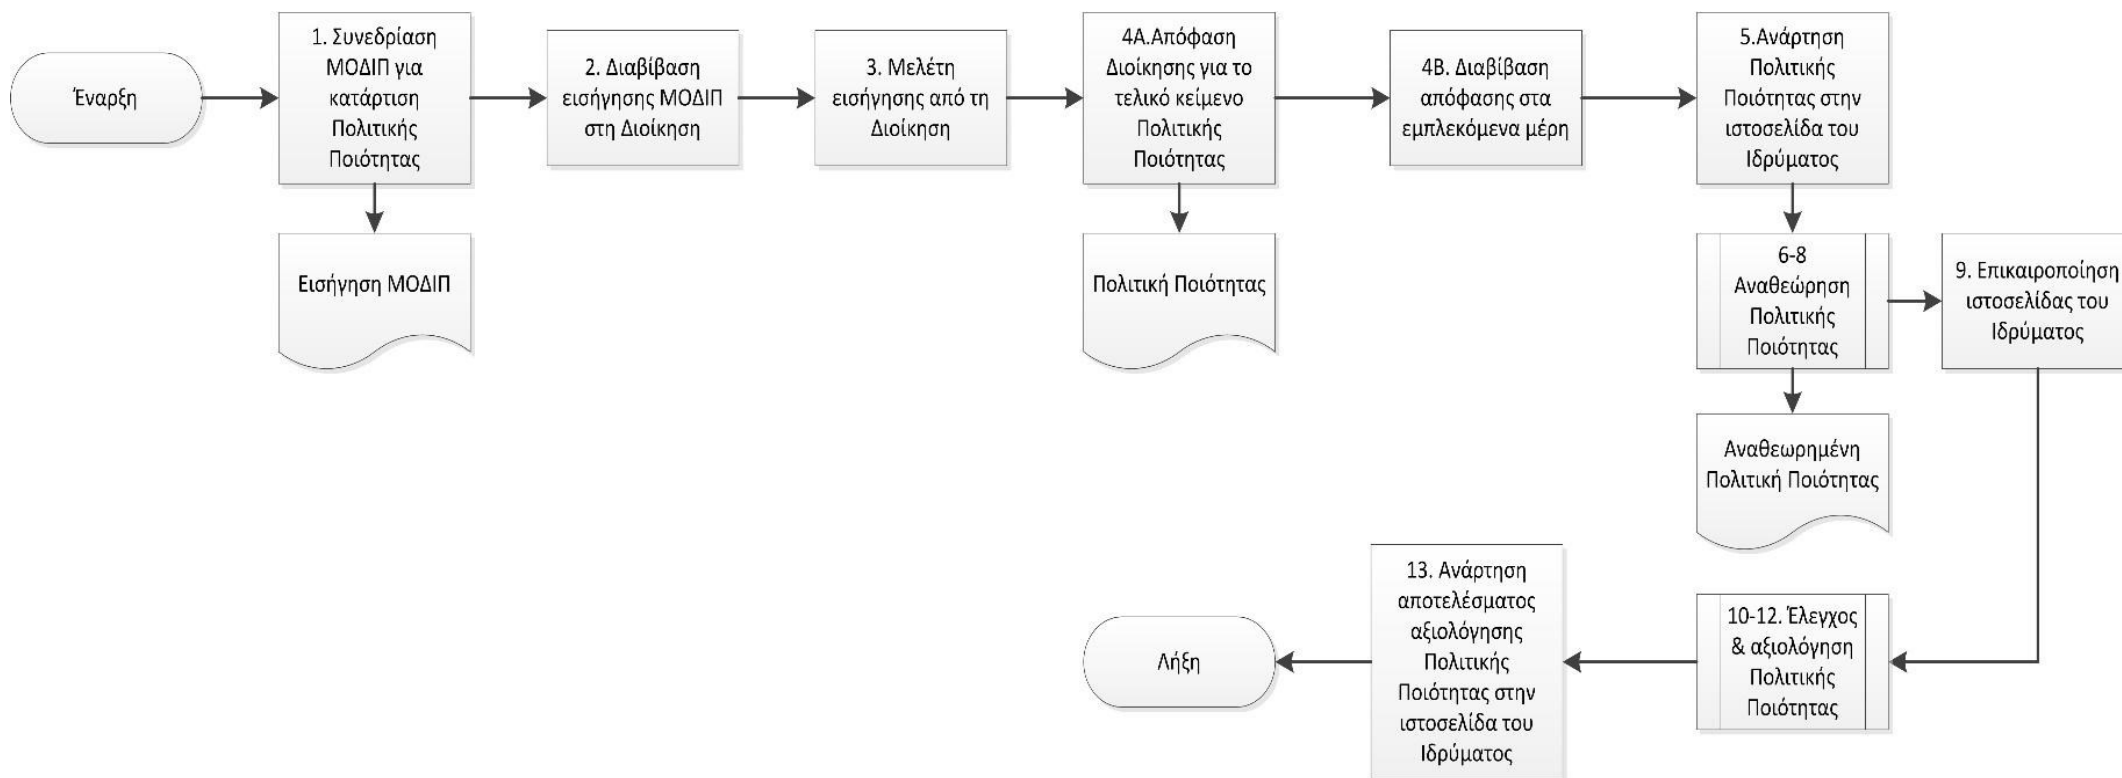 Έναρξη
1. Συνεδρίαση
ΜΟΔΙΠ για
κατάρτιση
Πολιτικής
Ποιότητας
2. Διαβίβαση
εισήγησης ΜΟΔΙΠ
στη Διοίκηση
3. Μελέτη
εισήγησης από τη
Διοίκηση
4Α.Απόφαση
Διοίκησης για το
τελικό κείμενο
Πολιτικής
Ποιότητας
4Β. Διαβίβαση
απόφασης στα
εμπλεκόμενα μέρη
5.Ανάρτηση
Πολιτικής
Ποιότητας στην
ιστοσελίδα του
Ιδρύματος
Εισήγηση ΜΟΔΙΠ
Πολιτική Ποιότητας
6-8
Αναθεώρηση
Πολιτικής
Ποιότητας
9. Επικαιροποίηση
ιστοσελίδας του
Ιδρύματος
Αναθεωρημένη
Πολιτική Ποιότητας
10-12. Έλεγχος
& αξιολόγηση
Πολιτικής
Ποιότητας
13. Ανάρτηση
αποτελέσματος
αξιολόγησης
Πολιτικής
Ποιότητας στην
ιστοσελίδα του
Ιδρύματος
Λήξη